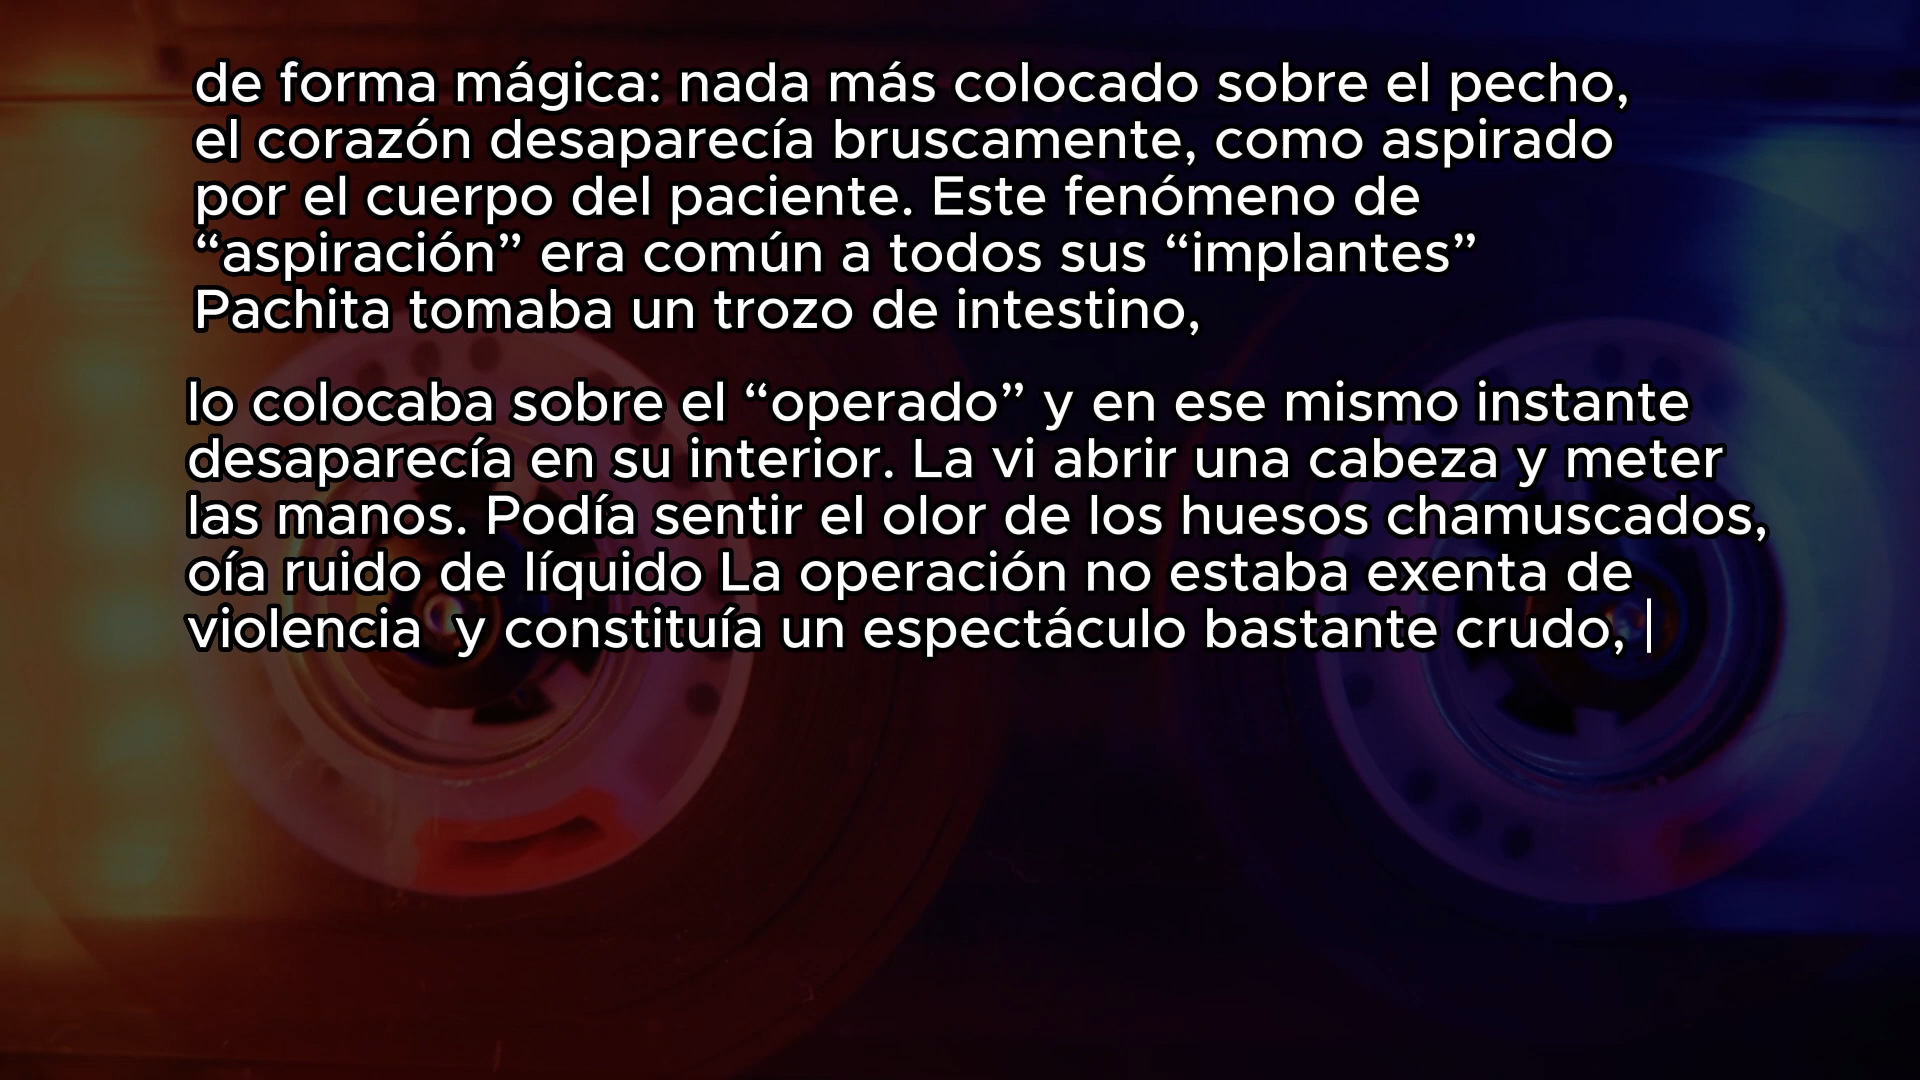 de forma mágica: nada más colocado sobre el pecho,
el corazón desaparecía bruscamente, como aspirado
por el cuerpo del paciente. Este fenómeno de
“aspiración” era común a todos sus “implantes”
Pachita tomaba un trozo de intestino,
lo colocaba sobre el “operado” y en ese mismo instante
desaparecía en su interior. La vi abrir una cabeza y meter
las manos. Podía sentir el olor de los huesos chamuscados,
oía ruido de líquido La operación no estaba exenta de
violencia  y constituía un espectáculo bastante crudo,